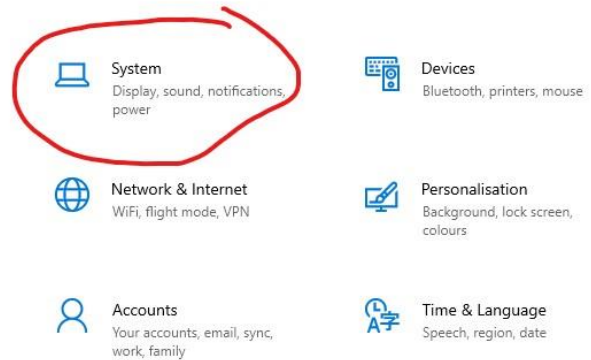 System
Display, sound, notifications,
power
Devices
Bluetooth, printers, mouse
Network & Internet
WiFi, flight mode, VPN
Personalisation
Background, lock screen,
colours
Accounts
Your accounts, email, sync,
work, family
Time & Language
Speech, region, date